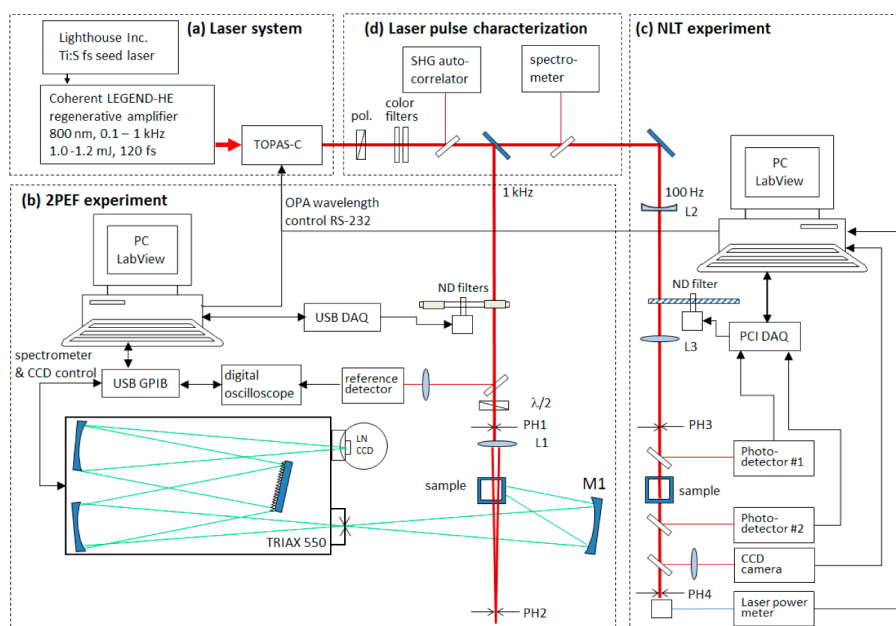 (a) Laser system
Lighthouse Inc.
Ti:S fs seed laser
Coherent LEGEND-HE
regenerative amplifier
800 nm, 0.1 – 1 kHz
1.0 -1.2 mJ, 120 fs
TOPAS-C
(d) Laser pulse characterization
SHG auto-
correlator
spectro-
meter
pol.
color
filters
(c) NLT experiment
PC
LabView
100 Hz
L2
ND filter
L3
PCI DAQ
PH3
Photo-
detector #1
sample
Photo-
detector #2
CCD
camera
PH4
Laser power
meter
(b) 2PEF experiment
OPA wavelength
control RS-232
1 kHz
PC
LabView
ND filters
USB DAQ
spectrometer
& CCD control
USB GPIB
digital
oscilloscope
reference
detector
λ/2
PH1
L1
LN
CCD
sample
M1
TRIAX 550
PH2